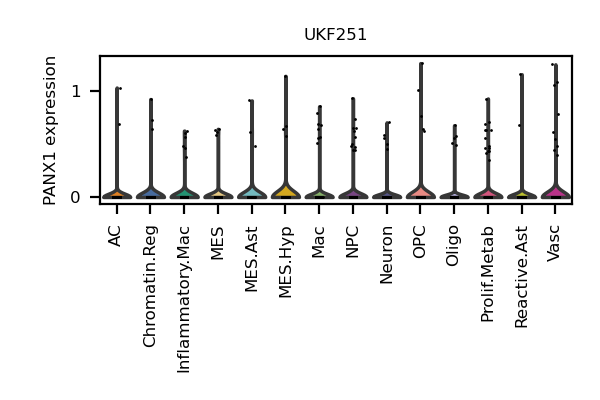 UKF251
PANX1 expression
1
0
AC
Chromatin.Reg
Inflammatory.Mac
MES
MES.Ast
MES.Hyp
Mac
NPC
Neuron
OPC
Oligo
Prolif.Metab
Reactive.Ast
Vasc